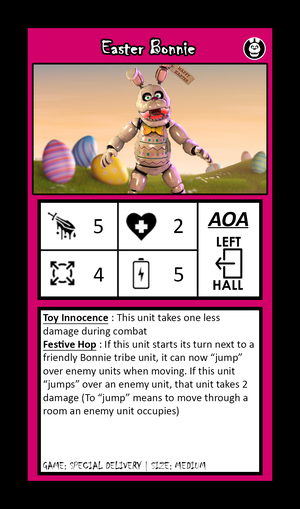 Easter Bonnie
5
2
AOA
LEFT
HALL
4
5
Toy Innocence : This unit takes one less
damage during combat
Festive Hop : If this unit starts its turn next to a
friendly Bonnie tribe unit, it can now “jump”
over enemy units when moving. If this unit
“jumps” over an enemy unit, that unit takes 2
damage (To “jump” means to move through a
room an enemy unit occupies)
GAME: SPECIAL DELIVERY | SIZE: MEDIUM